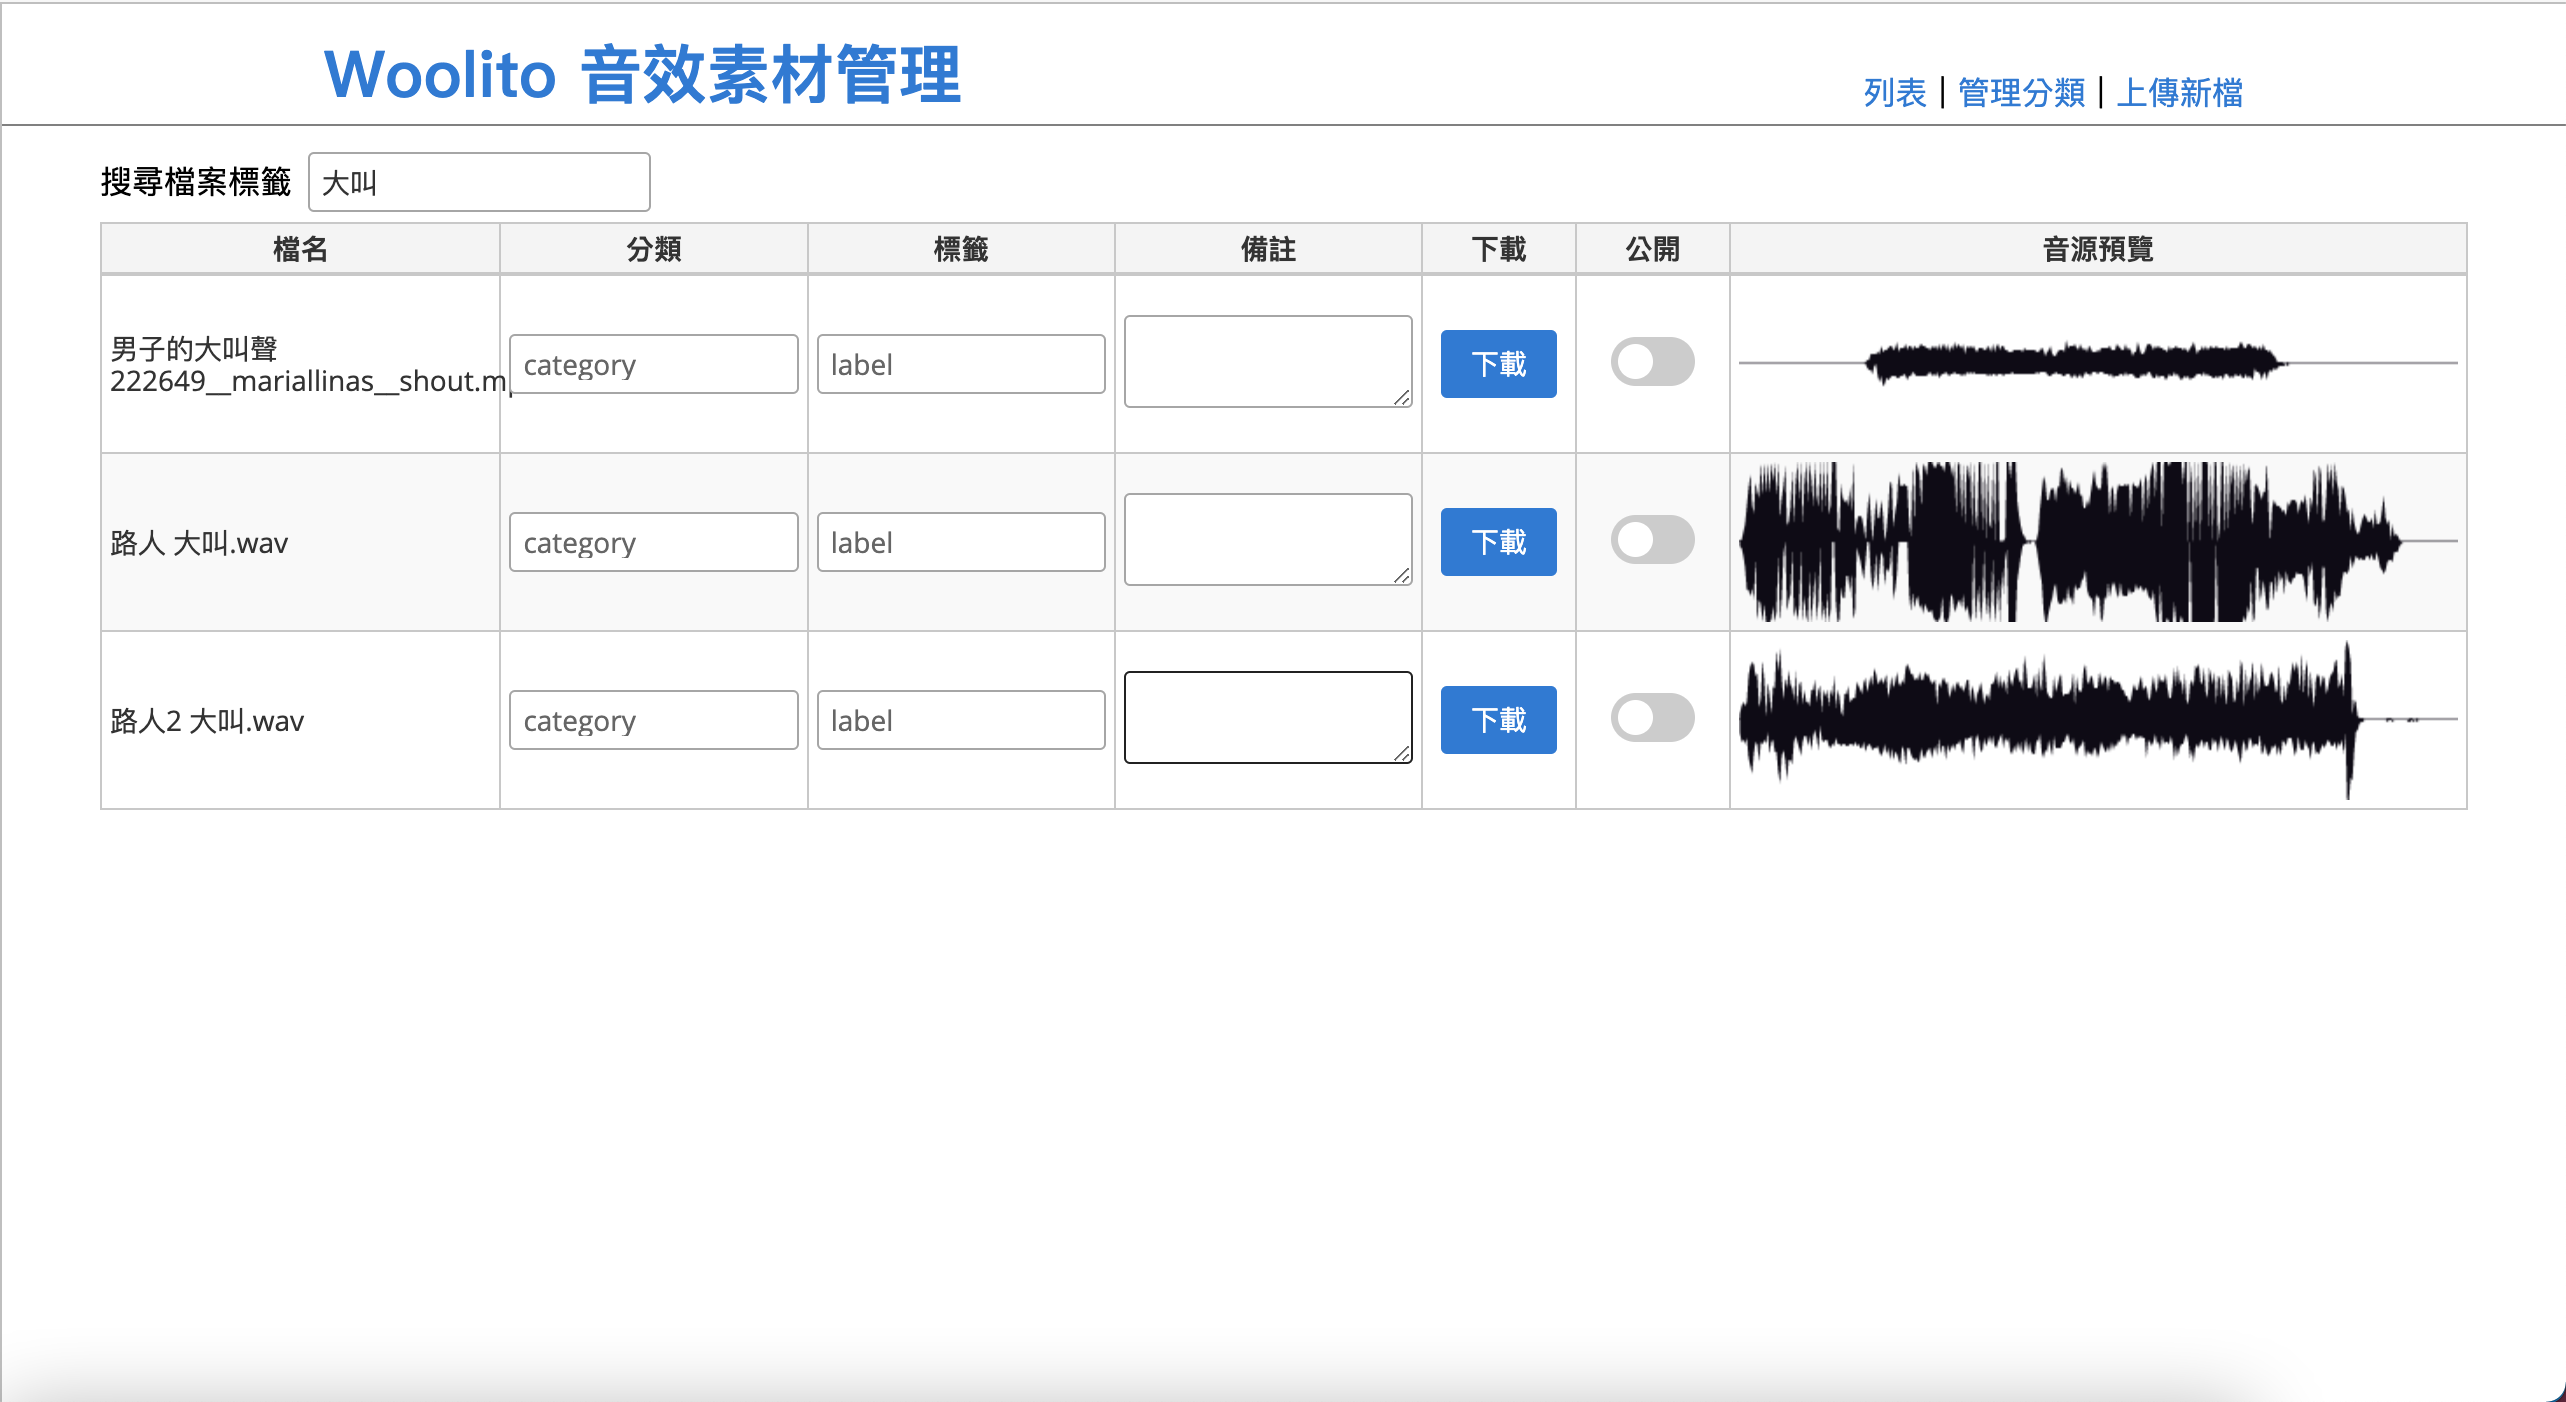 Woolito 音效素材管理
列表 | 管理分類 | 上傳新檔
搜尋檔案標籤 大叫
檔名 分類 標籤 備註 下載 公開 音源預覽
男子的大叫聲
222649__mariallinas__shout.m
category label 下載
路人 大叫.wav category label 下載
路人2 大叫.wav category label 下載